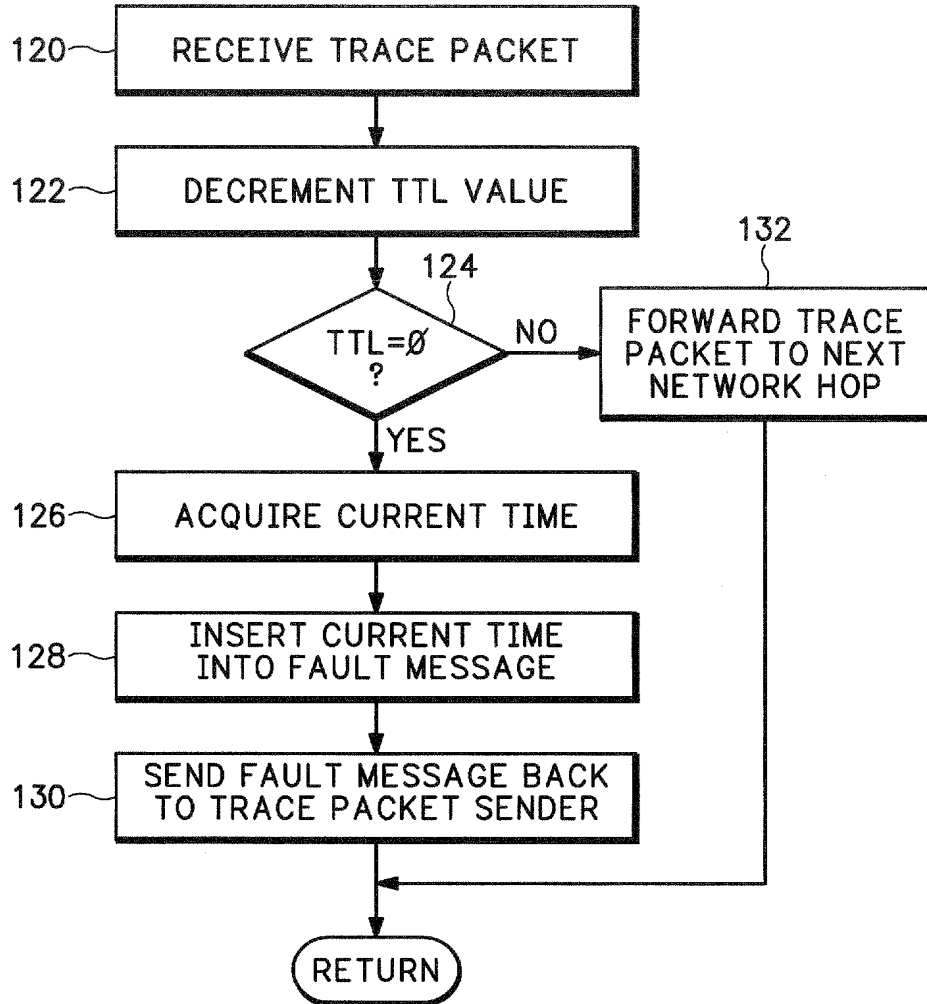 120
RECEIVE TRACE PACKET
122
DECREMENT TTL VALUE
124
TTL=Ø
?
NO
YES
132
FORWARD TRACE
PACKET TO NEXT
NETWORK HOP
126
ACQUIRE CURRENT TIME
128
INSERT CURRENT TIME
INTO FAULT MESSAGE
130
SEND FAULT MESSAGE BACK
TO TRACE PACKET SENDER
RETURN